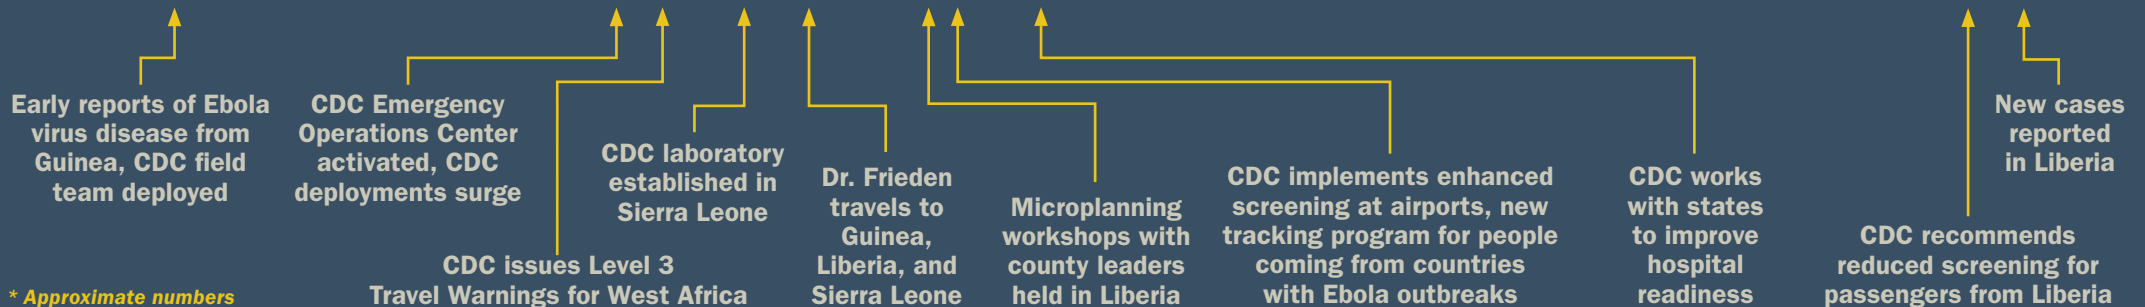 Early reports of Ebola
virus disease from
Guinea, CDC field
team deployed
CDC Emergency
Operations Center
activated, CDC
deployments surge
CDC issues Level 3
Travel Warnings for West Africa
CDC laboratory
established in
Sierra Leone
Dr. Frieden
travels to
Guinea,
Liberia, and
Sierra Leone
Microplanning
workshops with
county leaders
held in Liberia
CDC implements enhanced
screening at airports, new
tracking program for people
coming from countries
with Ebola outbreaks
CDC works
with states
to improve
hospital
readiness
CDC recommends
reduced screening for
passengers from Liberia
New cases
reported
in Liberia
* Approximate numbers